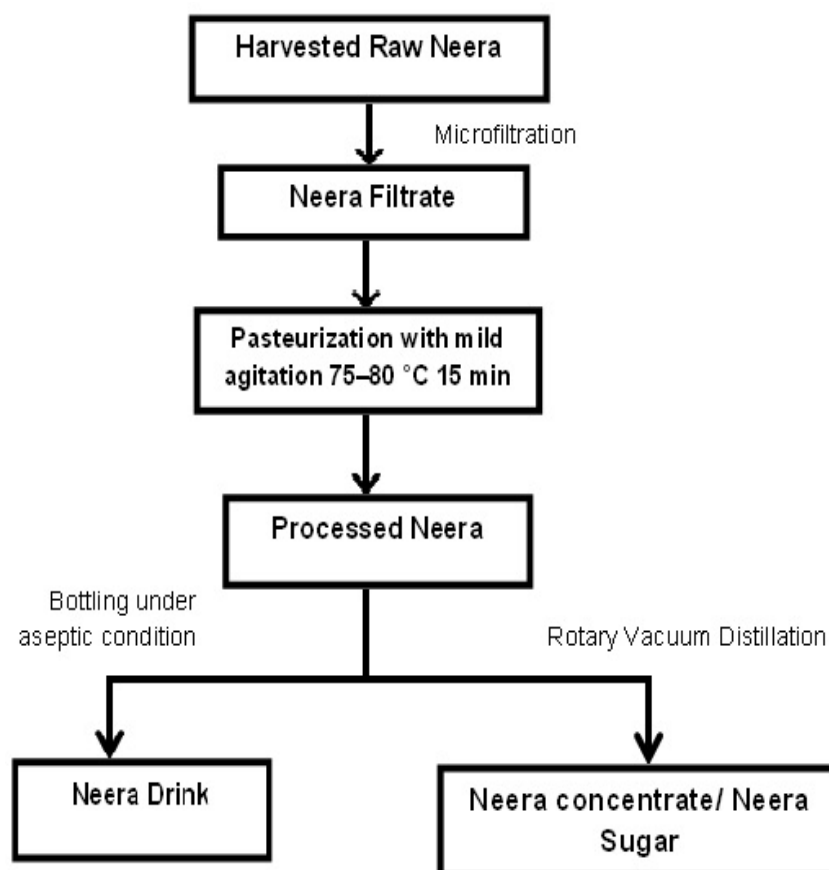 Harvested Raw Neera
Microfiltration
Neera Filtrate
Pasteurization with mild
agitation 75–80 °C 15 min
Processed Neera
Bottling under
aseptic condition
Rotary Vacuum Distillation
Neera Drink
Neera concentrate/ Neera
Sugar